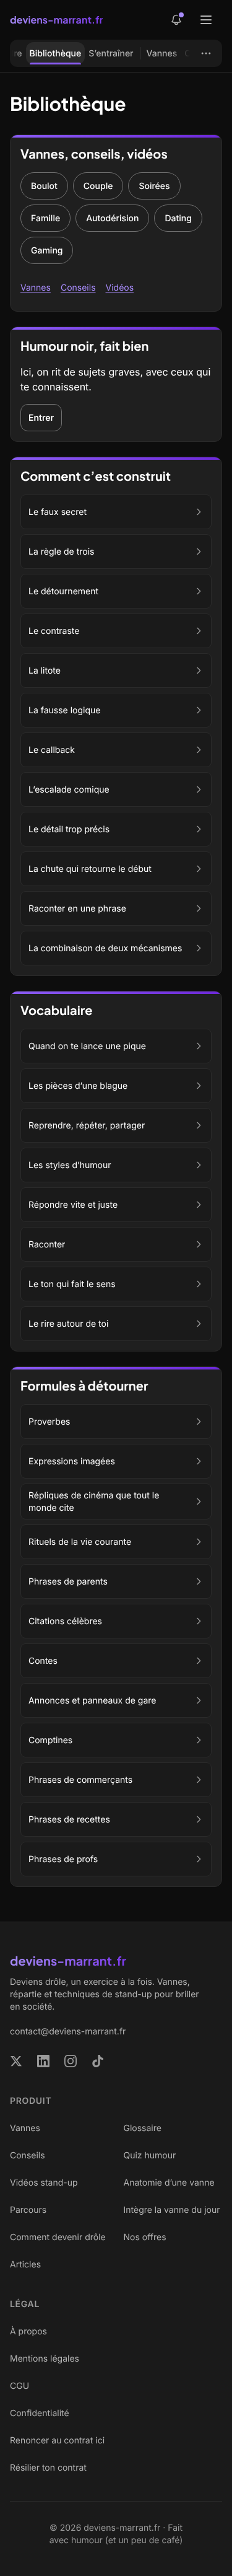 deviens-marrant.fr
Bibliothèque
S’entraîner
Vannes
Bibliothèque
Vannes, conseils, vidéos
Boulot
Couple
Soirées
Famille
Autodérision
Dating
Gaming
Vannes
Conseils
Vidéos
Humour noir, fait bien
Ici, on rit de sujets graves, avec ceux qui
te connaissent.
Entrer
Comment c’est construit
Le faux secret
La règle de trois
Le détournement
Le contraste
La litote
La fausse logique
Le callback
L’escalade comique
Le détail trop précis
La chute qui retourne le début
Raconter en une phrase
La combinaison de deux mécanismes
Vocabulaire
Quand on te lance une pique
Les pièces d’une blague
Reprendre, répéter, partager
Les styles d’humour
Répondre vite et juste
Raconter
Le ton qui fait le sens
Le rire autour de toi
Formules à détourner
Proverbes
Expressions imagées
Répliques de cinéma que tout le
monde cite
Rituels de la vie courante
Phrases de parents
Citations célèbres
Contes
Annonces et panneaux de gare
Comptines
Phrases de commerçants
Phrases de recettes
Phrases de profs
deviens-marrant.fr
Deviens drôle, un exercice à la fois. Vannes,
répartie et techniques de stand-up pour briller
en société.
contact@deviens-marrant.fr
PRODUIT
Vannes
Glossaire
Conseils
Quiz humour
Vidéos stand-up
Anatomie d’une vanne
Parcours
Intègre la vanne du jour
Comment devenir drôle
Nos offres
Articles
LÉGAL
À propos
Mentions légales
CGU
Confidentialité
Renoncer au contrat ici
Résilier ton contrat
© 2026 deviens-marrant.fr · Fait
avec humour (et un peu de café)